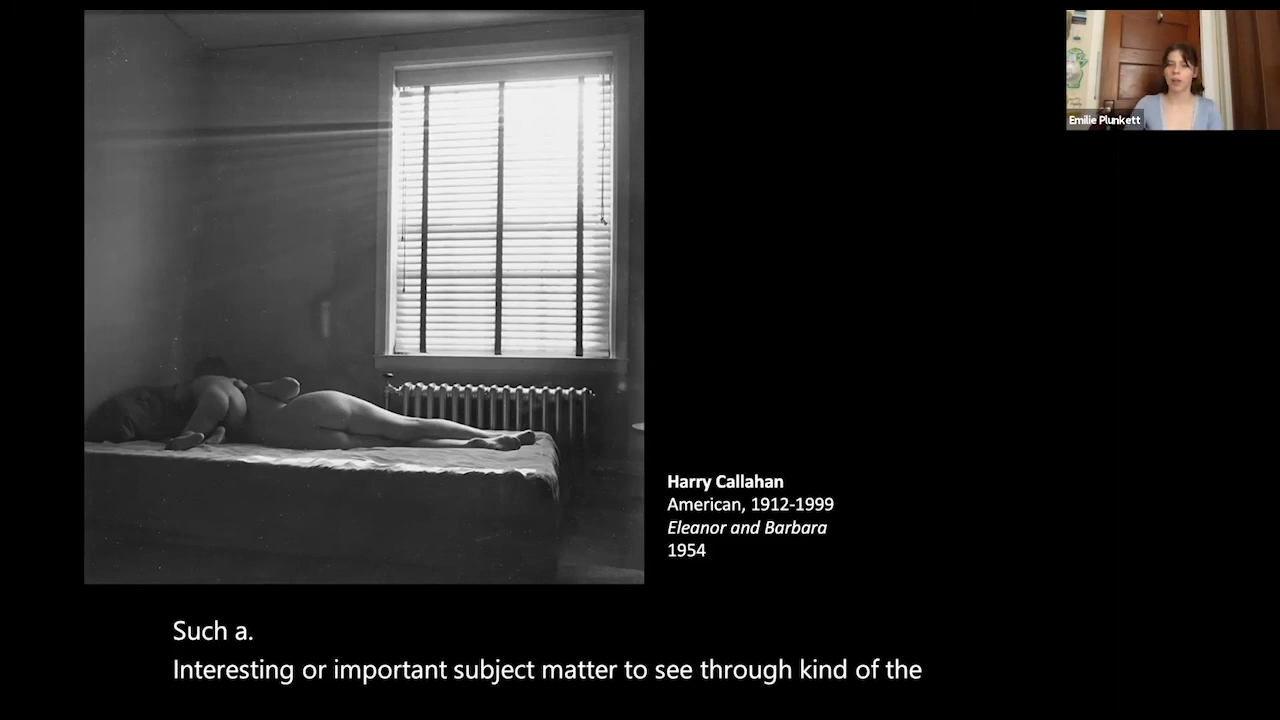 Emilie Plunkett
Harry Callahan
American, 1912-1999
Eleanor and Barbara
1954
Such a.
Interesting or important subject matter to see through kind of the